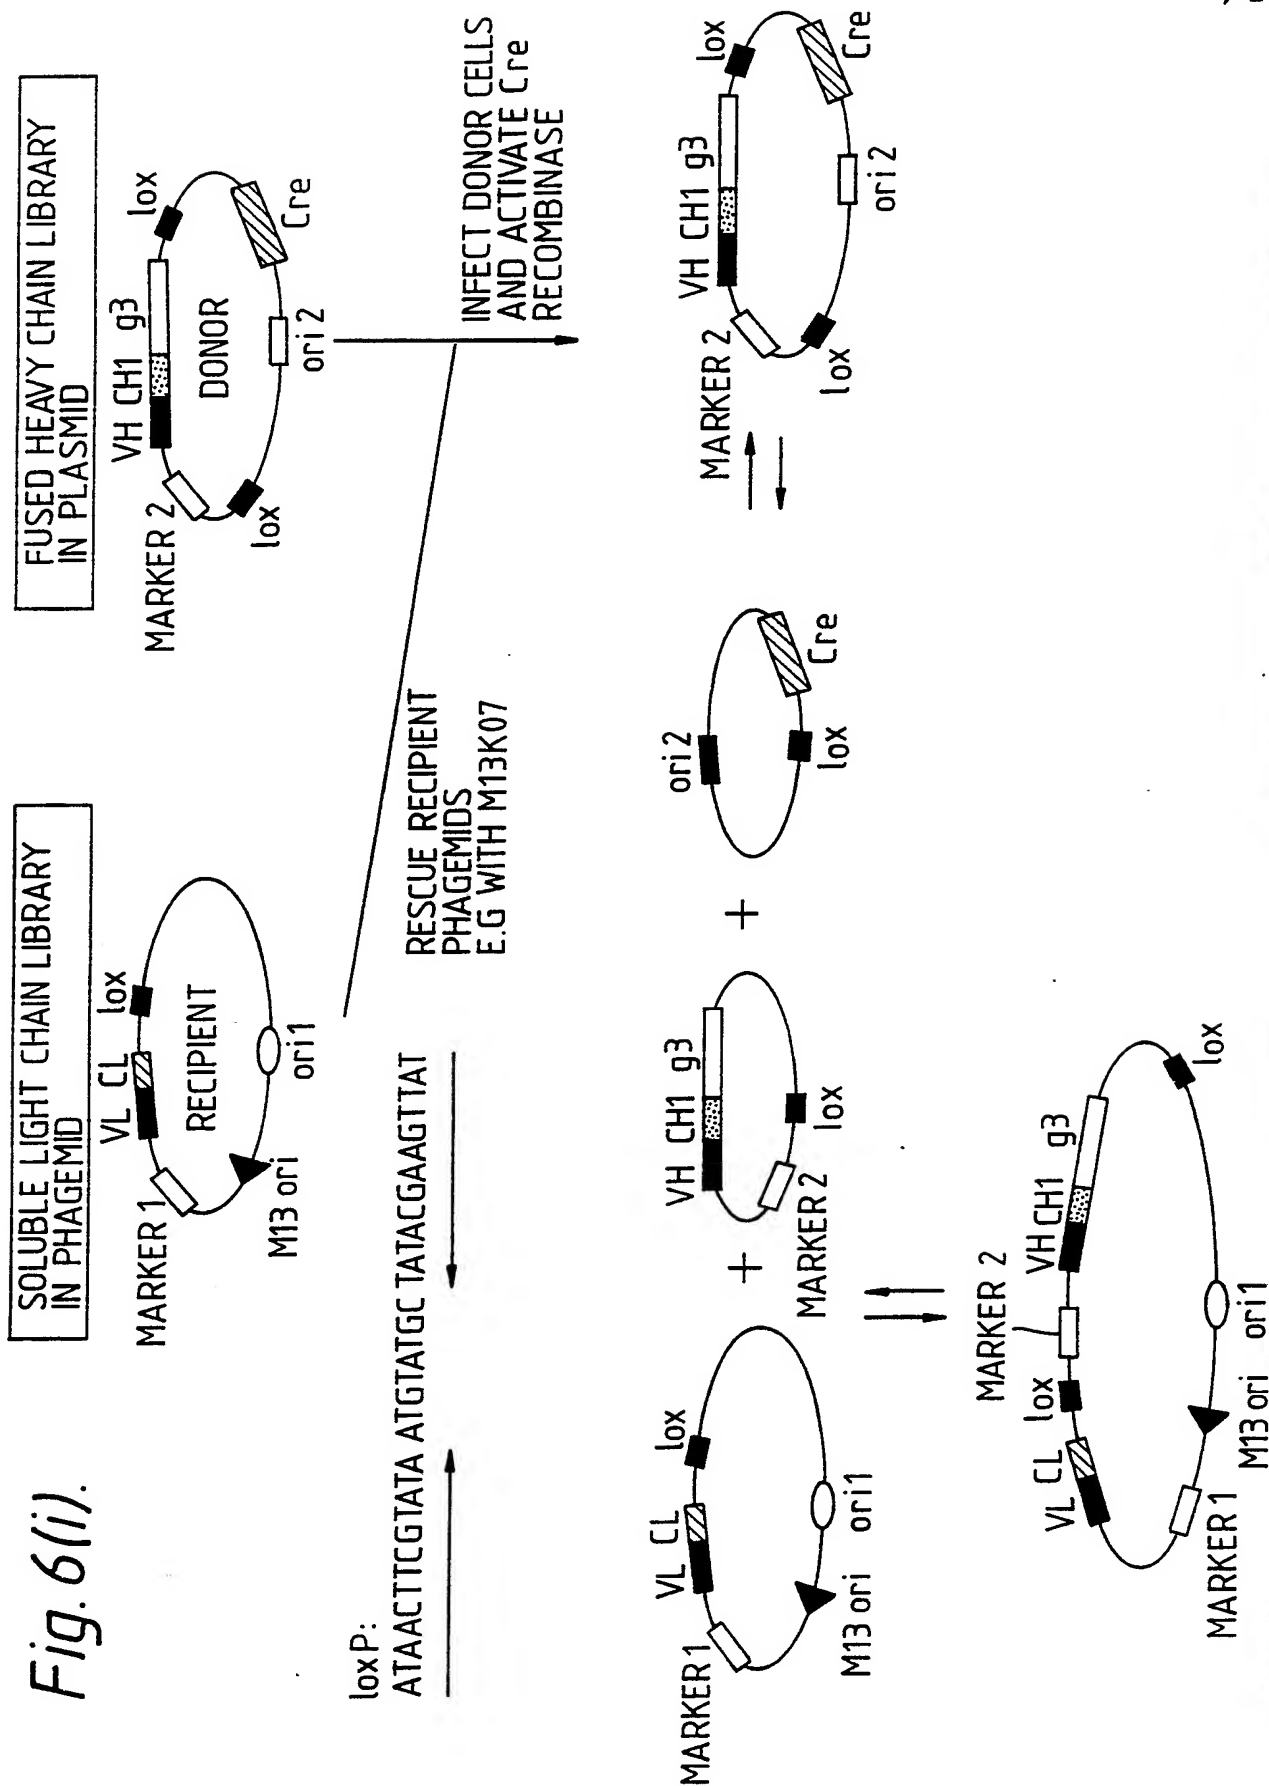 Fig. 6(i).
SOLUBLE LIGHT CHAIN LIBRARY
IN PHAGEMID
FUSED HEAVY CHAIN LIBRARY
IN PLASMID
MARKER 1
VL CL
lox
RECIPIENT
M13 ori
ori1
MARKER 2
VH CH1 g3
lox
DONOR
lox
ori 2
Cre
loxP:
ATAACTTCGTATA ATGTATGC TATACGAAGTTAT
RESCUE RECIPIENT
PHAGEMIDS
E.G WITH M13K07
INFECT DONOR CELLS
AND ACTIVATE Cre
RECOMBINASE
MARKER 1
VL CL
lox
M13 ori
ori1
+
VH CH1 g3
MARKER 2
lox
+
ori 2
lox
Cre
MARKER 2
VH CH1 g3
lox
lox
ori 2
Cre
VL CL
lox
MARKER 2
VH CH1
g3
lox
MARKER 1
M13 ori
ori1